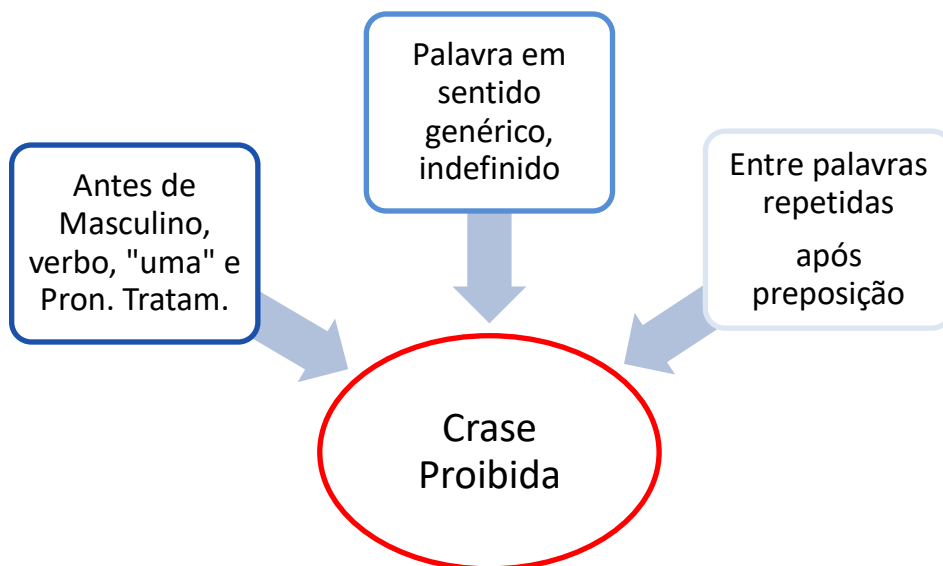 Antes de
Masculino,
verbo, "uma" e
Pron. Tratam.
Palavra em
sentido
genérico,
indefinido
Entre palavras
repetidas
após
preposição
Crase
Proibida